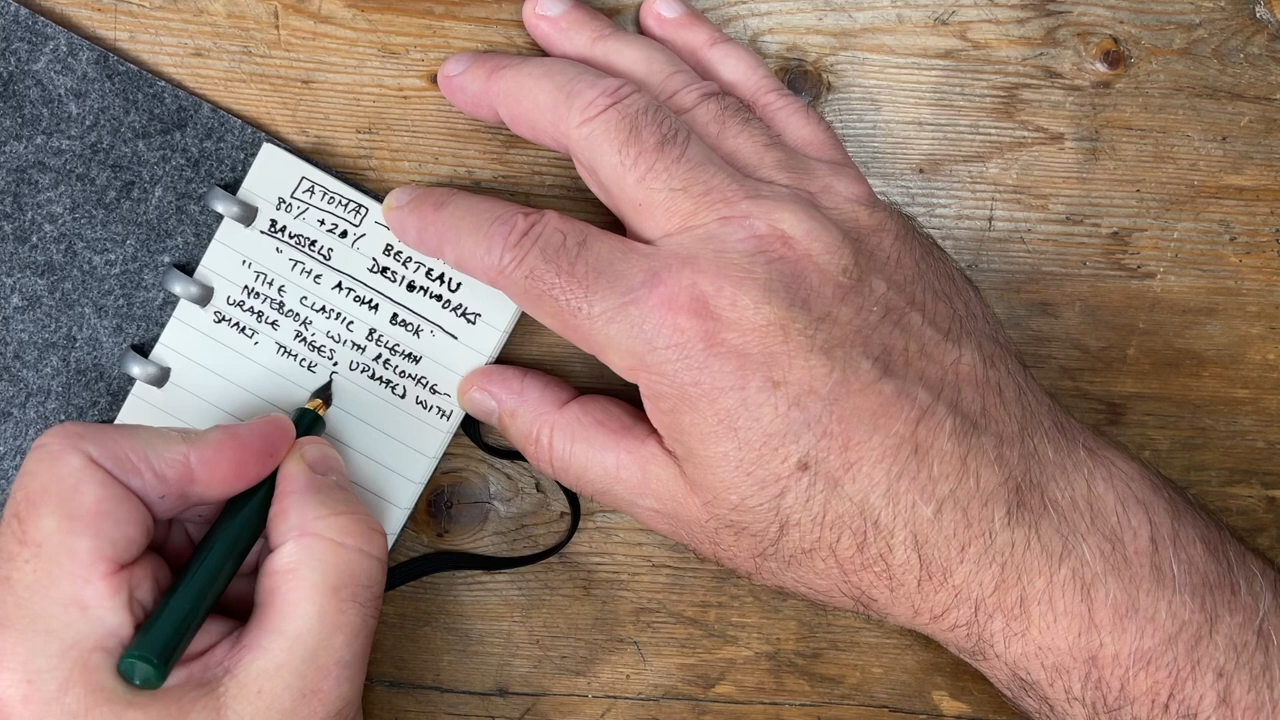 ATOMA
80% + 20% BERTEAU
BRUSSELS DESIGNWORKS
"THE ATOMA BOOK"
"THE CLASSIC BELGIAN
NOTEBOOK, WITH RECONFIG-
URABLE PAGES, UPDATED WITH
SMART, THICK